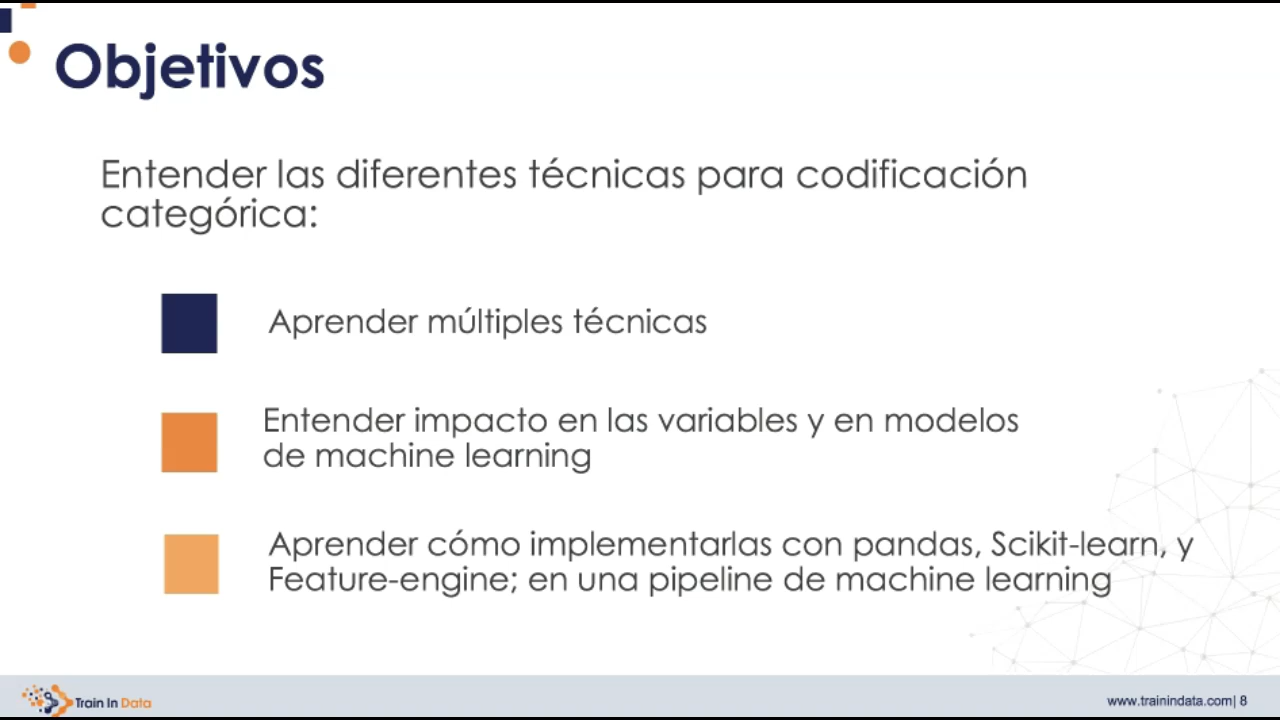 Objetivos
Entender las diferentes técnicas para codificación
categórica:
Aprender múltiples técnicas
Entender impacto en las variables y en modelos
de machine learning
Aprender cómo implementarlas con pandas, Scikit-learn, y
Feature-engine; en una pipeline de machine learning
Train In Data
www.trainindata.com| 8